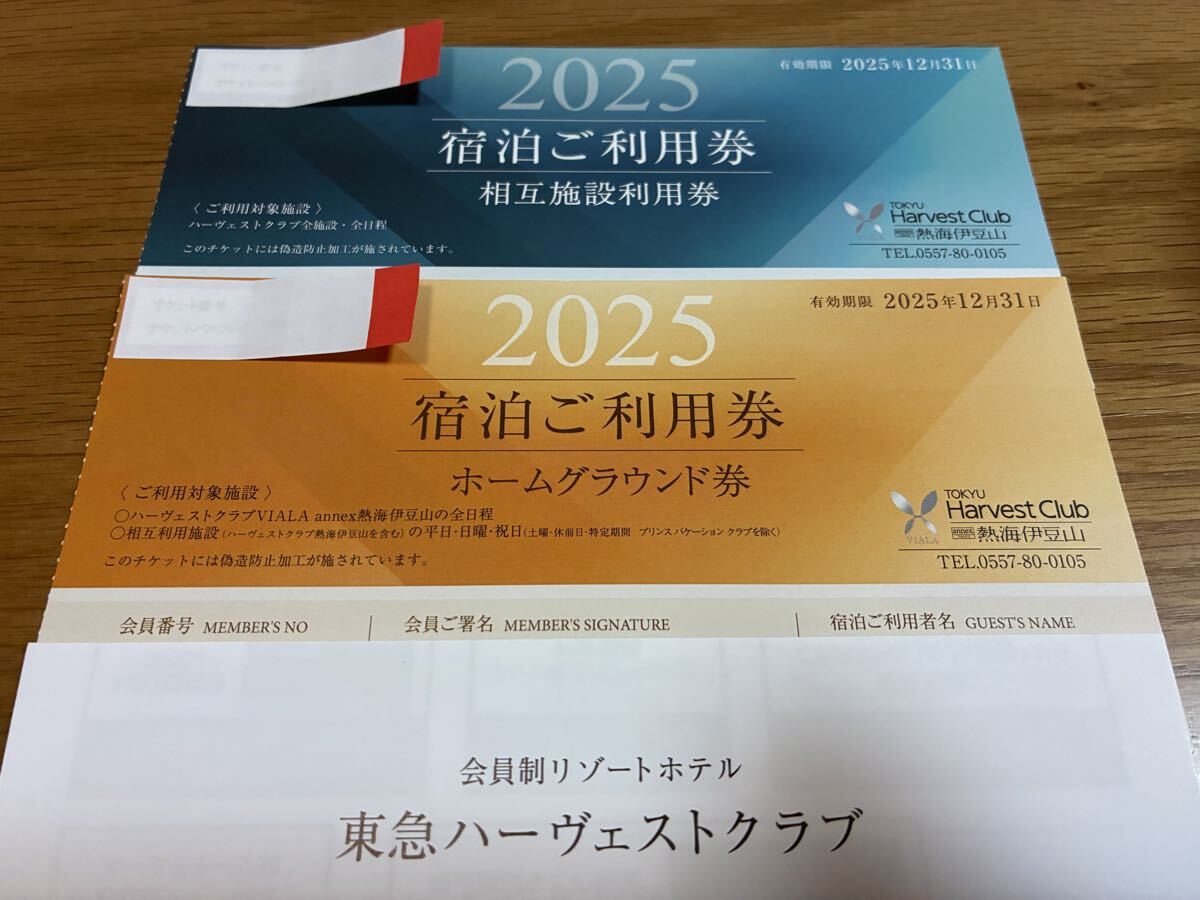 2025
有効期限 2025年12月31日
宿泊ご利用券
相互施設利用券
〈 ご利用対象施設 〉
ハーヴェストクラブ全施設・全日程
このチケットには偽造防止加工が施されています。
TOKYU
Harvest Club
VIALA annex 熱海伊豆山
TEL.0557-80-0105
2025
有効期限 2025年12月31日
宿泊ご利用券
ホームグラウンド券
〈 ご利用対象施設 〉
○ハーヴェストクラブVIALA annex熱海伊豆山の全日程
○相互利用施設(ハーヴェストクラブ熱海伊豆山を含む)の平日・日曜・祝日(土曜・休前日・特定期間 プリンス バケーション クラブを除く)
このチケットには偽造防止加工が施されています。
TOKYU
Harvest Club
VIALA annex 熱海伊豆山
TEL.0557-80-0105
会員番号 MEMBER'S NO
会員ご署名 MEMBER'S SIGNATURE
宿泊ご利用者名 GUEST'S NAME
会員制リゾートホテル
東急ハーヴェストクラブ